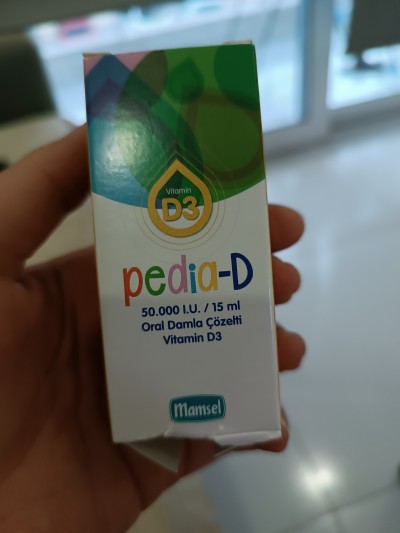 Vitamin
D3
pedia-D
50.000 I.U. / 15 ml
Oral Damla Çözelti
Vitamin D3
mamsel